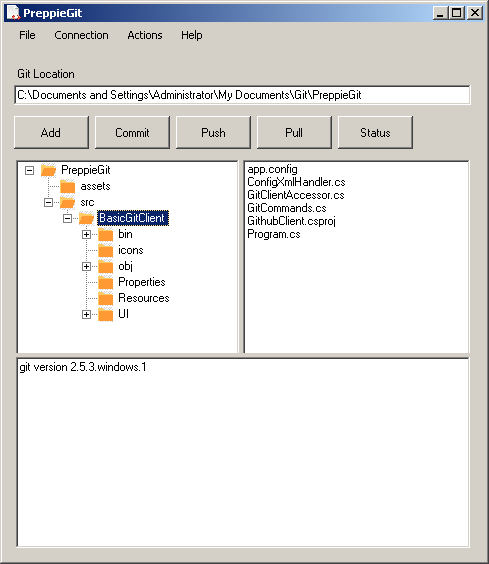 PreppieGit
File Connection Actions Help
Git Location
C:\Documents and Settings\Administrator\My Documents\Git\PreppieGit
Add Commit Push Pull Status
PreppieGit
assets
src
BasicGitClient
bin
icons
obj
Properties
Resources
UI
app.config
ConfigXmlHandler.cs
GitClientAccessor.cs
GitCommands.cs
GithubClient.csproj
Program.cs
git version 2.5.3.windows.1